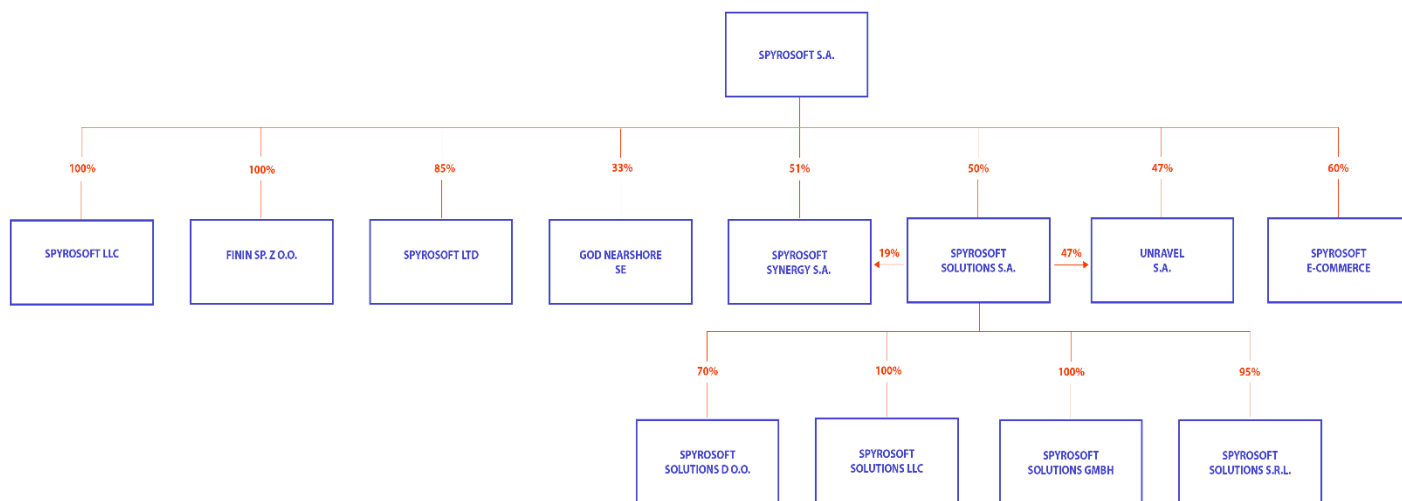 SPYROSOFT S.A.
100%
100%
85%
33%
51%
50%
47%
60%
SPYROSOFT LLC
FININ SP. Z O.O.
SPYROSOFT LTD
GOD NEARSHORE
SE
SPYROSOFT
SYNERGY S.A.
19%
SPYROSOFT
SOLUTIONS S.A.
47%
UNRAVEL
S.A.
SPYROSOFT
E-COMMERCE
70%
100%
100%
95%
SPYROSOFT
SOLUTIONS D O.O.
SPYROSOFT
SOLUTIONS LLC
SPYROSOFT
SOLUTIONS GMBH
SPYROSOFT
SOLUTIONS S.R.L.